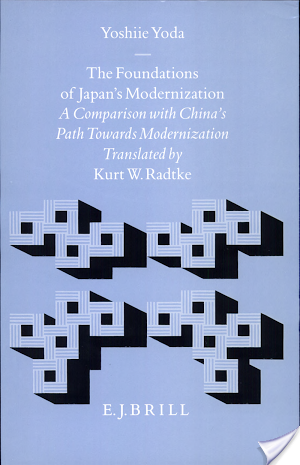 Yoshiie Yoda
The Foundations
of Japan's Modernization
A Comparison with China's
Path Towards Modernization
Translated by
Kurt W. Radtke
E.J. BRILL